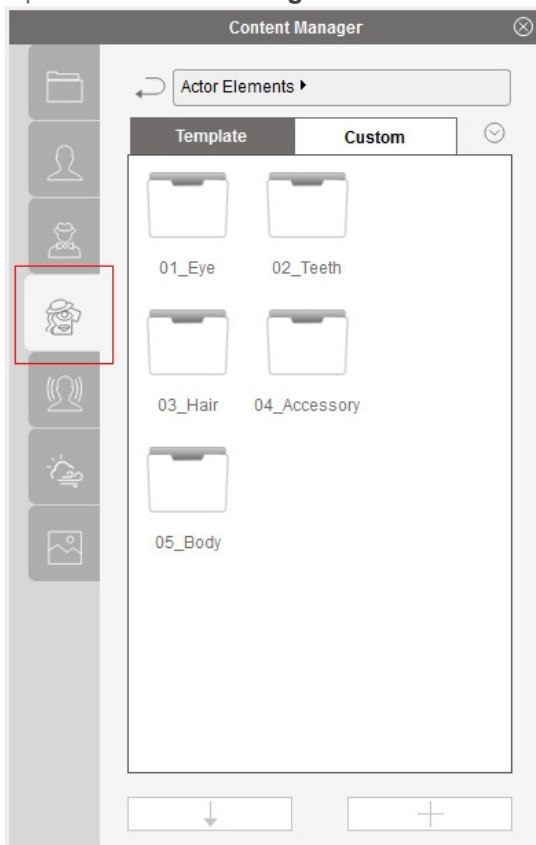 Content Manager
Actor Elements
Template Custom
01_Eye 02_Teeth
03_Hair 04_Accessory
05_Body